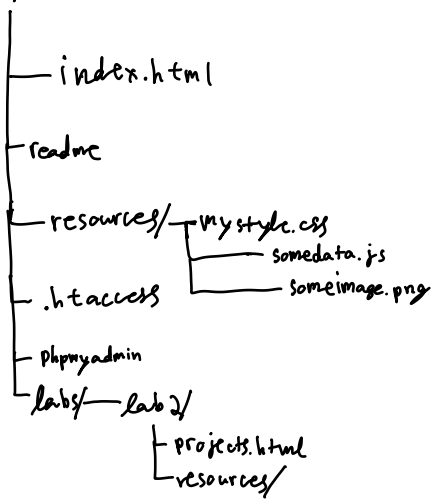 index.html
readme
resources/ mystyle.css
somedata.js
someimage.png
.htaccess
phpmyadmin
labs/ lab2/
projects.html
resources/